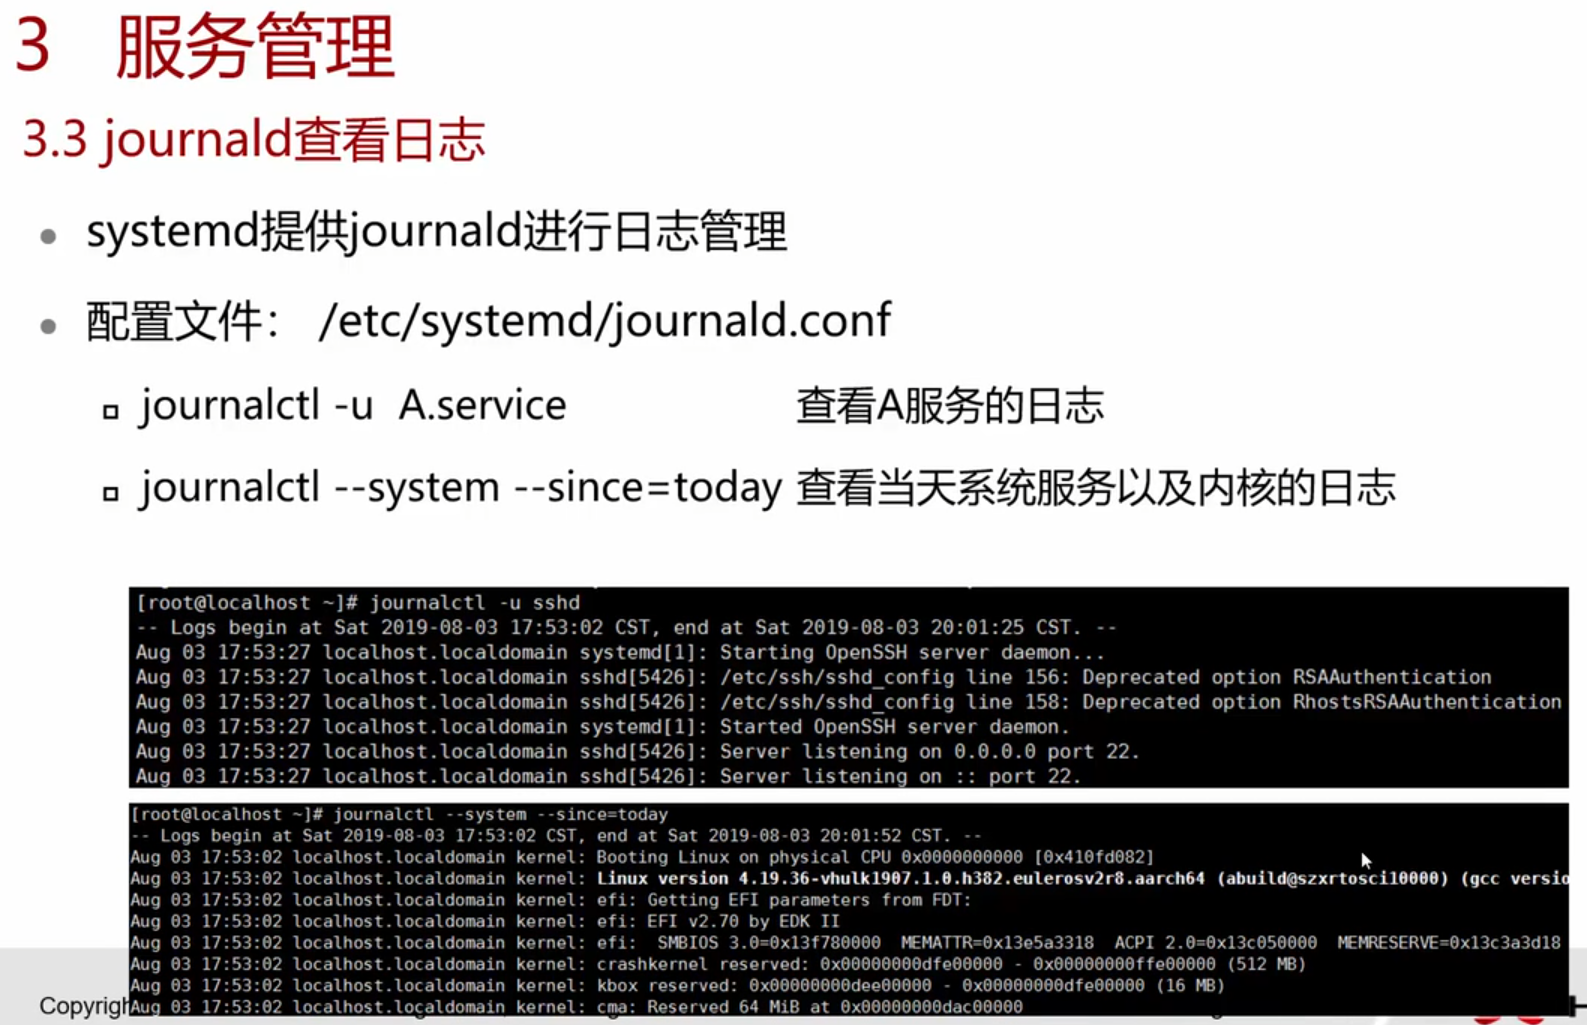 3 服务管理
3.3 journald查看日志
systemd提供journald进行日志管理
配置文件： /etc/systemd/journald.conf
journalctl -u A.service 查看A服务的日志
journalctl --system --since=today 查看当天系统服务以及内核的日志
[root@localhost ~]# journalctl -u sshd
-- Logs begin at Sat 2019-08-03 17:53:02 CST, end at Sat 2019-08-03 20:01:25 CST. --
Aug 03 17:53:27 localhost.localdomain systemd[1]: Starting OpenSSH server daemon...
Aug 03 17:53:27 localhost.localdomain sshd[5426]: /etc/ssh/sshd_config line 156: Deprecated option RSAAuthentication
Aug 03 17:53:27 localhost.localdomain sshd[5426]: /etc/ssh/sshd_config line 158: Deprecated option RhostsRSAAuthentication
Aug 03 17:53:27 localhost.localdomain systemd[1]: Started OpenSSH server daemon.
Aug 03 17:53:27 localhost.localdomain sshd[5426]: Server listening on 0.0.0.0 port 22.
Aug 03 17:53:27 localhost.localdomain sshd[5426]: Server listening on :: port 22.
[root@localhost ~]# journalctl --system --since=today
-- Logs begin at Sat 2019-08-03 17:53:02 CST, end at Sat 2019-08-03 20:01:52 CST. --
Aug 03 17:53:02 localhost.localdomain kernel: Booting Linux on physical CPU 0x0000000000 [0x410fd082]
Aug 03 17:53:02 localhost.localdomain kernel: Linux version 4.19.36-vhulk1907.1.0.h382.eulerosv2r8.aarch64 (abuild@szxrtosci10000) (gcc versio
Aug 03 17:53:02 localhost.localdomain kernel: efi: Getting EFI parameters from FDT:
Aug 03 17:53:02 localhost.localdomain kernel: efi: EFI v2.70 by EDK II
Aug 03 17:53:02 localhost.localdomain kernel: efi:  SMBIOS 3.0=0x13f780000  MEMATTR=0x13e5a3318  ACPI 2.0=0x13c050000  MEMRESERVE=0x13c3a3d18
Aug 03 17:53:02 localhost.localdomain kernel: crashkernel reserved: 0x00000000dfe00000 - 0x00000000ffe00000 (512 MB)
Aug 03 17:53:02 localhost.localdomain kernel: kbox reserved: 0x00000000dee00000 - 0x00000000dfe00000 (16 MB)
Aug 03 17:53:02 localhost.localdomain kernel: cma: Reserved 64 MiB at 0x00000000dac00000
Copyrigh